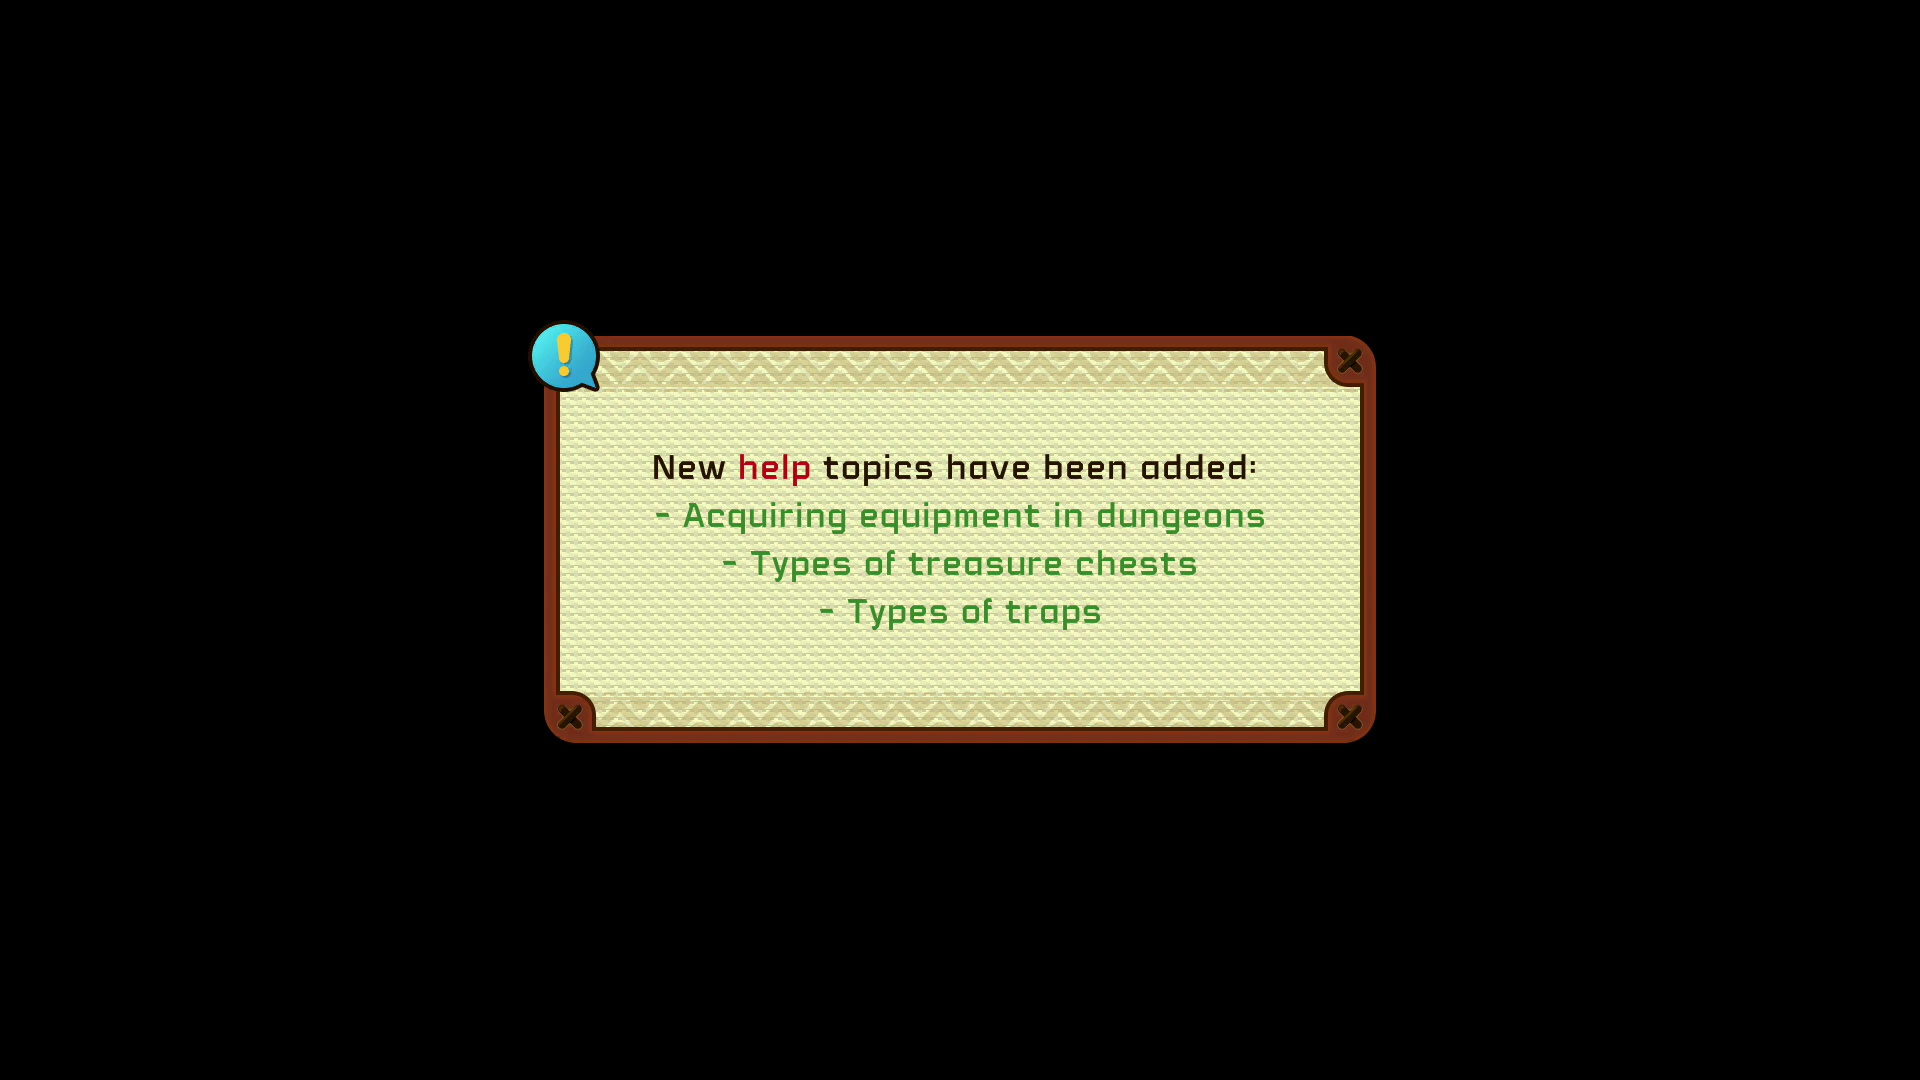 New help topics have been added:
- Acquiring equipment in dungeons
- Types of treasure chests
- Types of traps